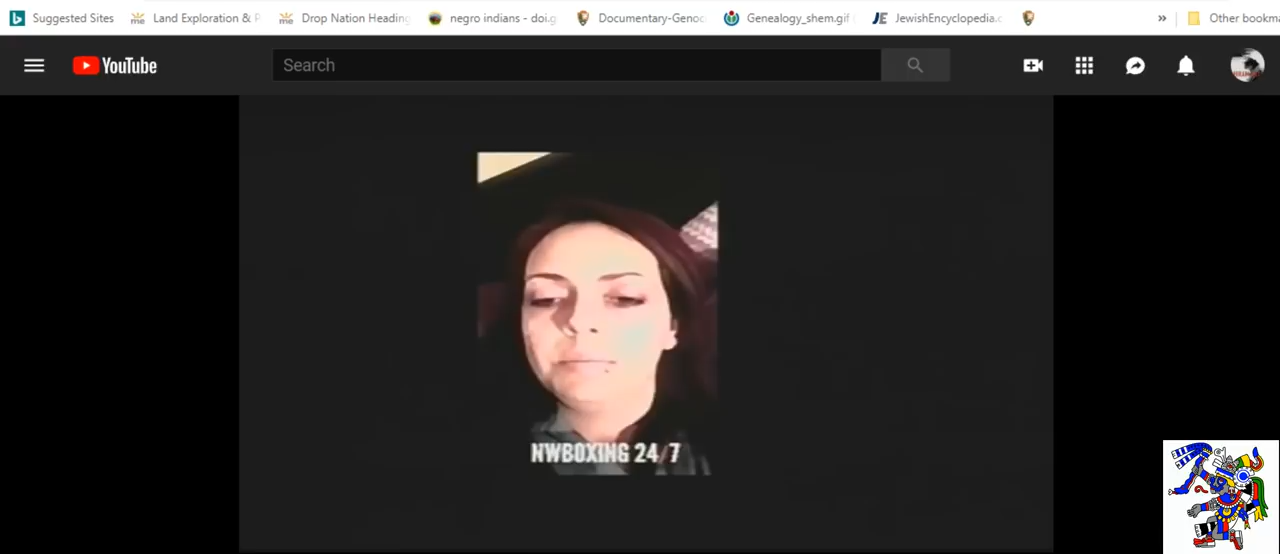 Suggested Sites Land Exploration & P Drop Nation Heading negro indians - doi.g Documentary-Genoc Genealogy_shem.gif ( JewishEncyclopedia.c » Other bookma
YouTube Search
NWBOXING 24/7